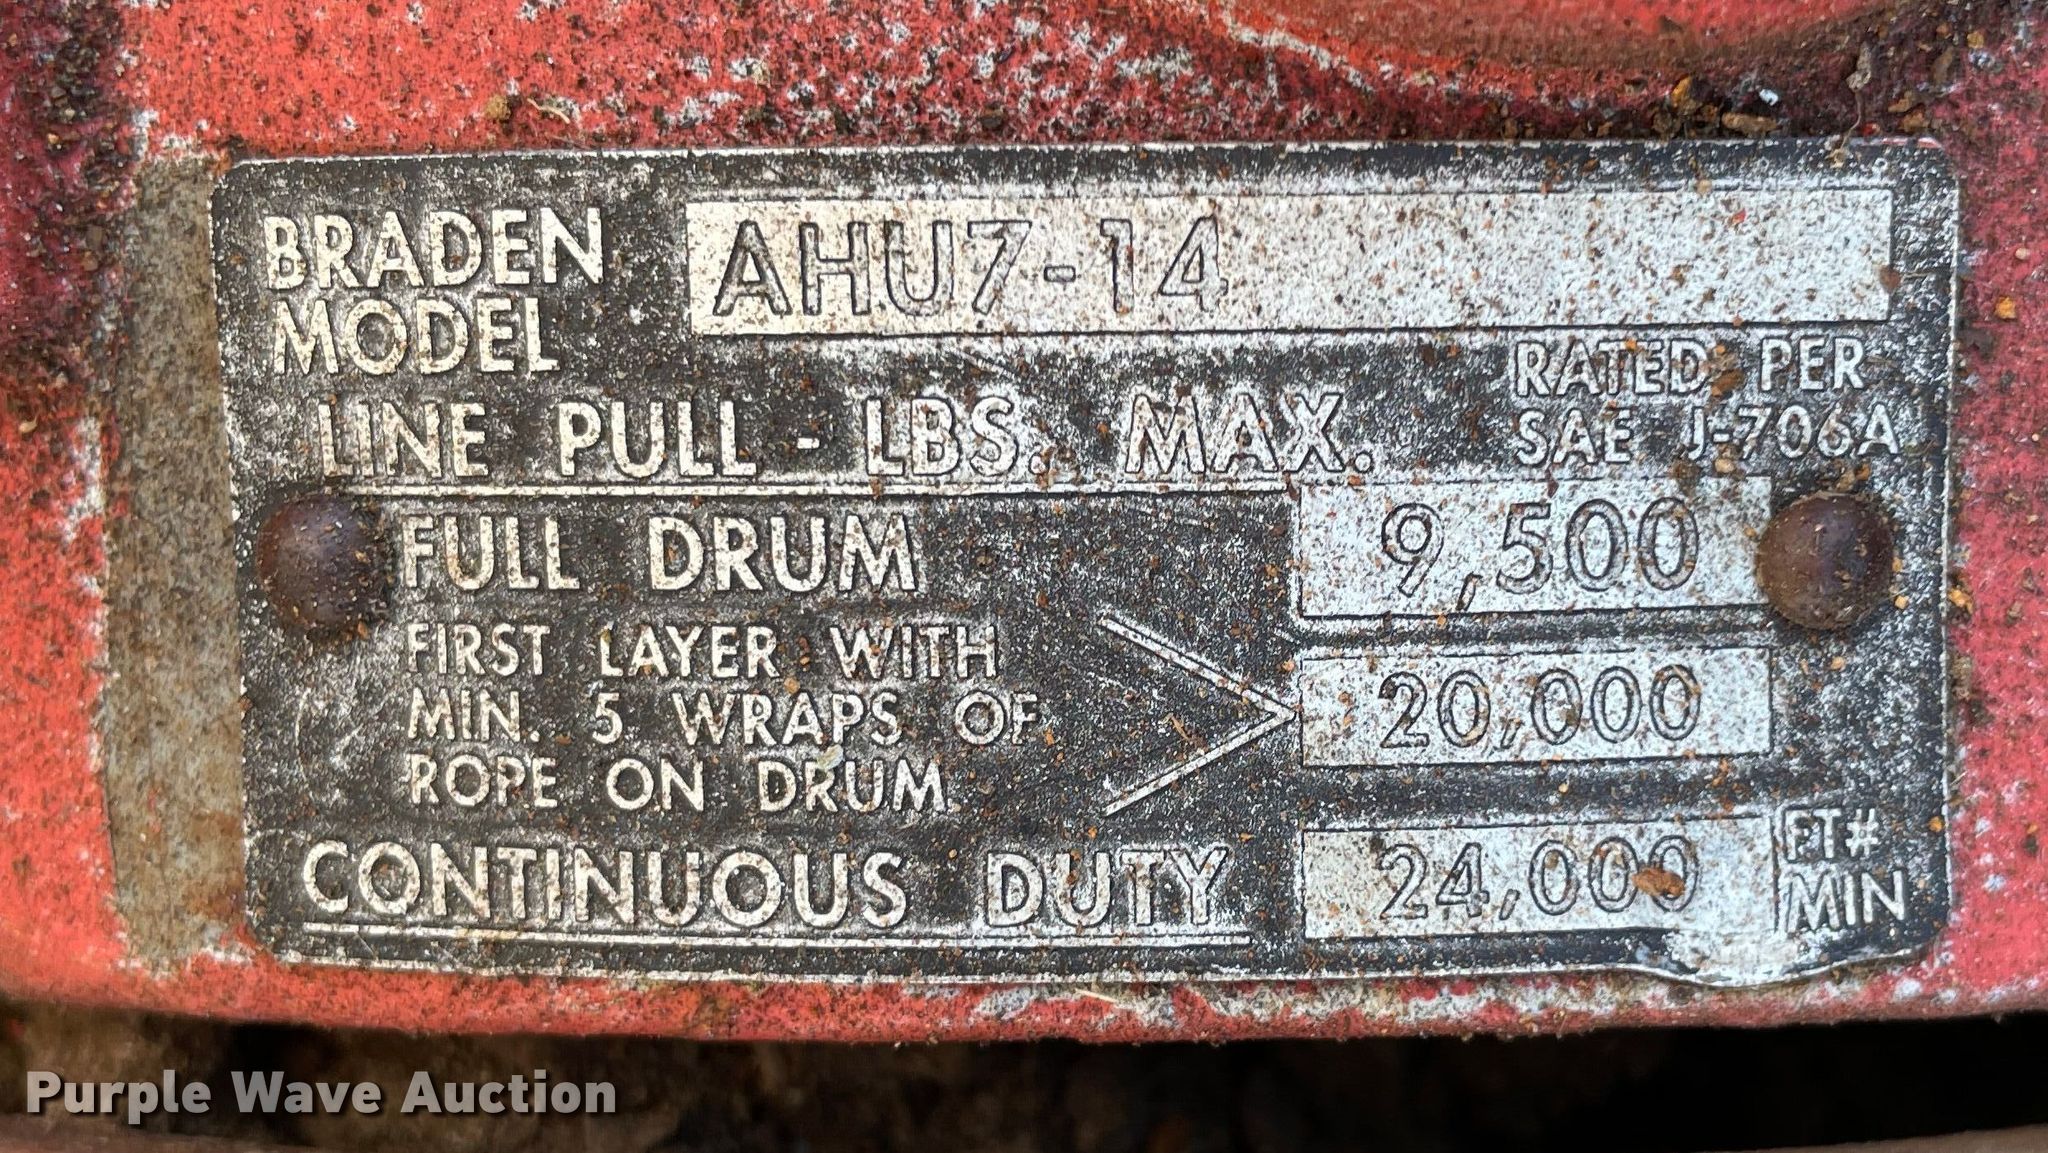 BRADEN MODEL AHU7-14
LINE PULL - LBS. MAX.
RATED PER
SAE J-706A
FULL DRUM 9,500
FIRST LAYER WITH
MIN. 5 WRAPS OF
ROPE ON DRUM
20,000
CONTINUOUS DUTY 24,000 FT#
MIN
Purple Wave Auction